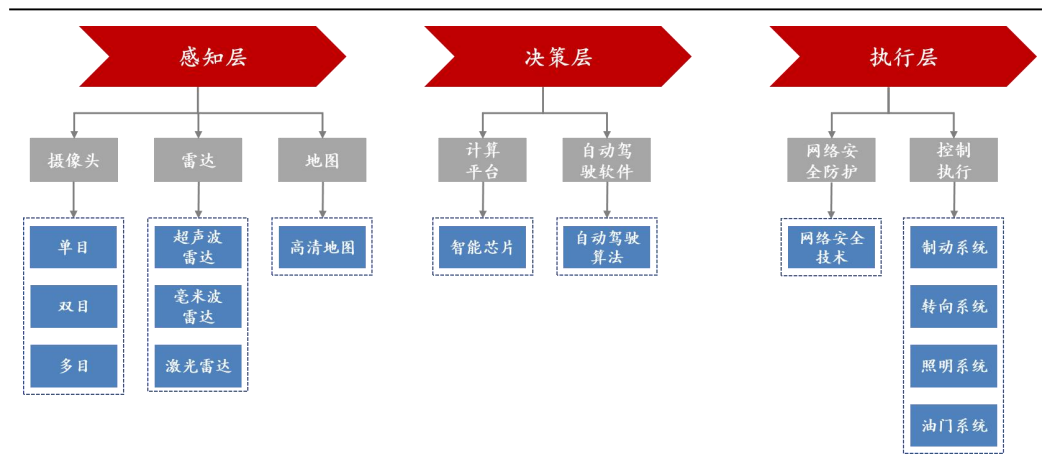 感知层
决策层
执行层
摄像头
雷达
地图
计算
平台
自动驾
驶软件
网络安
全防护
控制
执行
单目
双目
多目
超声波
雷达
毫米波
雷达
激光雷达
高清地图
智能芯片
自动驾驶
算法
网络安全
技术
制动系统
转向系统
照明系统
油门系统